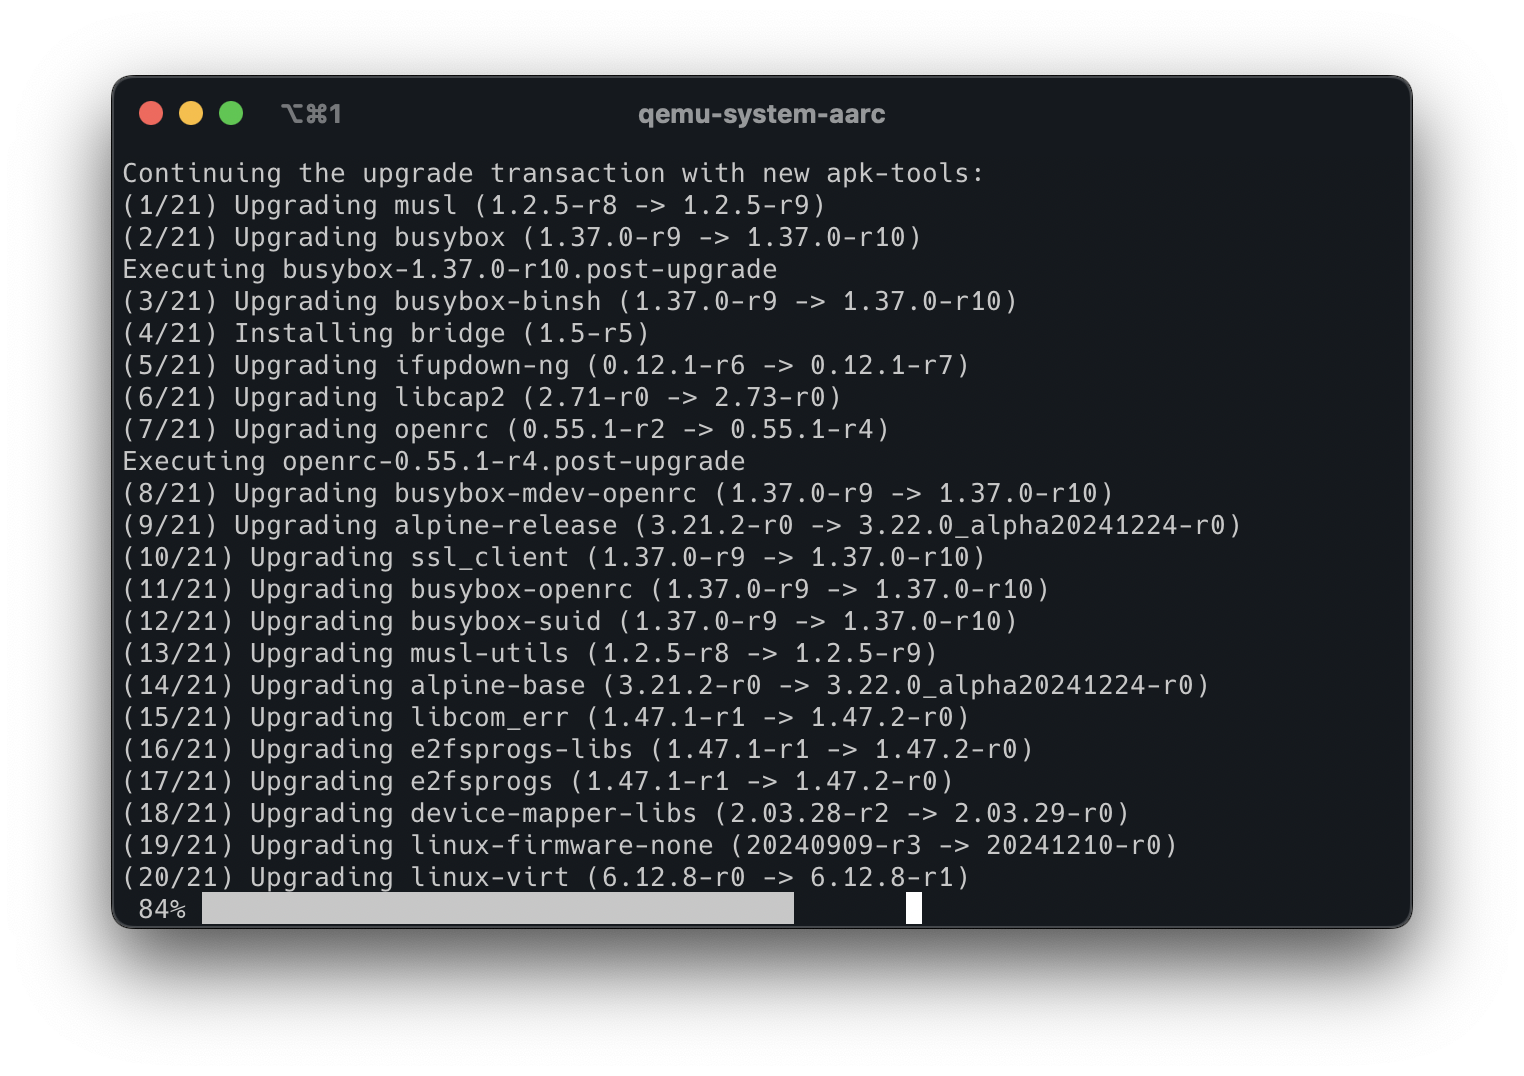 ⌥⌘1 qemu-system-aarc
Continuing the upgrade transaction with new apk-tools:
(1/21) Upgrading musl (1.2.5-r8 -> 1.2.5-r9)
(2/21) Upgrading busybox (1.37.0-r9 -> 1.37.0-r10)
Executing busybox-1.37.0-r10.post-upgrade
(3/21) Upgrading busybox-binsh (1.37.0-r9 -> 1.37.0-r10)
(4/21) Installing bridge (1.5-r5)
(5/21) Upgrading ifupdown-ng (0.12.1-r6 -> 0.12.1-r7)
(6/21) Upgrading libcap2 (2.71-r0 -> 2.73-r0)
(7/21) Upgrading openrc (0.55.1-r2 -> 0.55.1-r4)
Executing openrc-0.55.1-r4.post-upgrade
(8/21) Upgrading busybox-mdev-openrc (1.37.0-r9 -> 1.37.0-r10)
(9/21) Upgrading alpine-release (3.21.2-r0 -> 3.22.0_alpha20241224-r0)
(10/21) Upgrading ssl_client (1.37.0-r9 -> 1.37.0-r10)
(11/21) Upgrading busybox-openrc (1.37.0-r9 -> 1.37.0-r10)
(12/21) Upgrading busybox-suid (1.37.0-r9 -> 1.37.0-r10)
(13/21) Upgrading musl-utils (1.2.5-r8 -> 1.2.5-r9)
(14/21) Upgrading alpine-base (3.21.2-r0 -> 3.22.0_alpha20241224-r0)
(15/21) Upgrading libcom_err (1.47.1-r1 -> 1.47.2-r0)
(16/21) Upgrading e2fsprogs-libs (1.47.1-r1 -> 1.47.2-r0)
(17/21) Upgrading e2fsprogs (1.47.1-r1 -> 1.47.2-r0)
(18/21) Upgrading device-mapper-libs (2.03.28-r2 -> 2.03.29-r0)
(19/21) Upgrading linux-firmware-none (20240909-r3 -> 20241210-r0)
(20/21) Upgrading linux-virt (6.12.8-r0 -> 6.12.8-r1)
84%